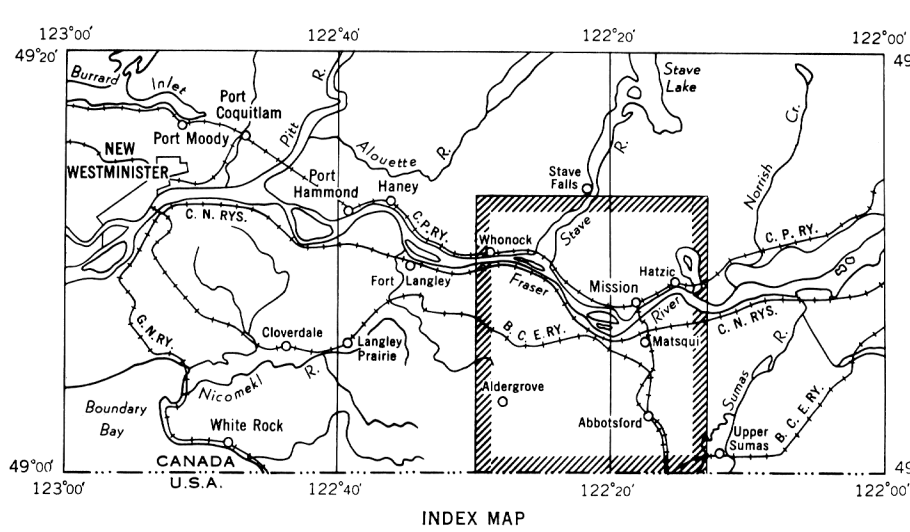 123°00′
122°40′
122°20′
122°00′
49°20′
49
Burrard
Inlet
Port
Coquitlam
Port Moody
Pitt
R.
Stave
Lake
NEW
WESTMINISTER
Alouette
R.
Port
Hammond
Haney
Stave
Falls
R.
Norrish
Cr.
C. N. RYS.
C.P.RY.
Whonock
Stave
C. P. RY.
Fort Langley
Fraser
Mission
Hatzic
River
G.N.RY.
Cloverdale
Langley
Prairie
B. C. E. RY.
Matsqui
C. N. RYS.
R.
Nicomekl
R.
Aldergrove
Sumas
B. C. E. RY.
Boundary
Bay
White Rock
Abbotsford
Upper
Sumas
49°00′
CANADA
U.S.A.
49
123°00′
122°40′
122°20′
122°00′
INDEX MAP